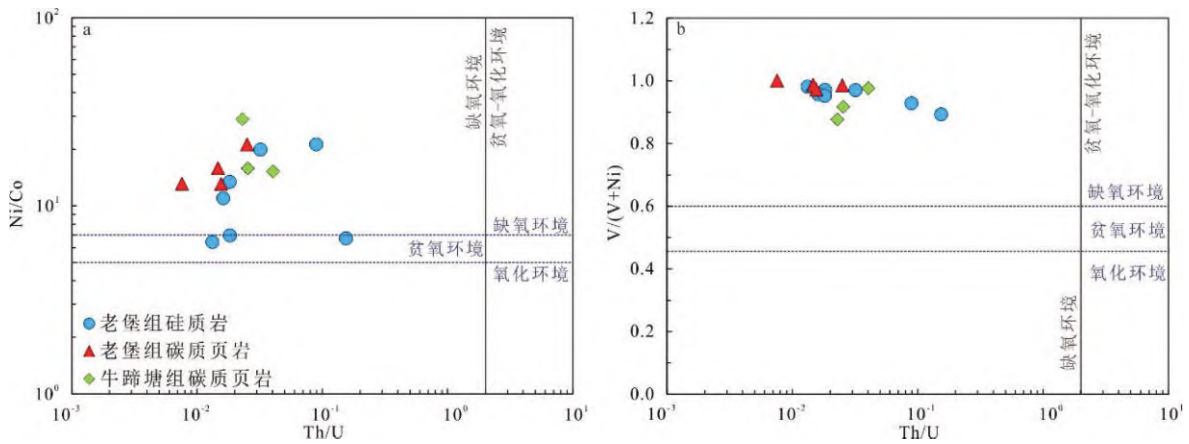 a
10²
10¹
10⁰
Ni/Co
缺氧环境
贫氧-氧化环境
缺氧环境
贫氧环境
氧化环境
老堡组硅质岩
老堡组碳质页岩
牛蹄塘组碳质页岩
10⁻³
10⁻²
10⁻¹
10⁰
10¹
Th/U
b
1.2
1.0
0.8
0.6
0.4
0.2
0.0
V/(V+Ni)
贫氧-氧化环境
缺氧环境
贫氧环境
氧化环境
缺氧环境
10⁻³
10⁻²
10⁻¹
10⁰
10¹
Th/U